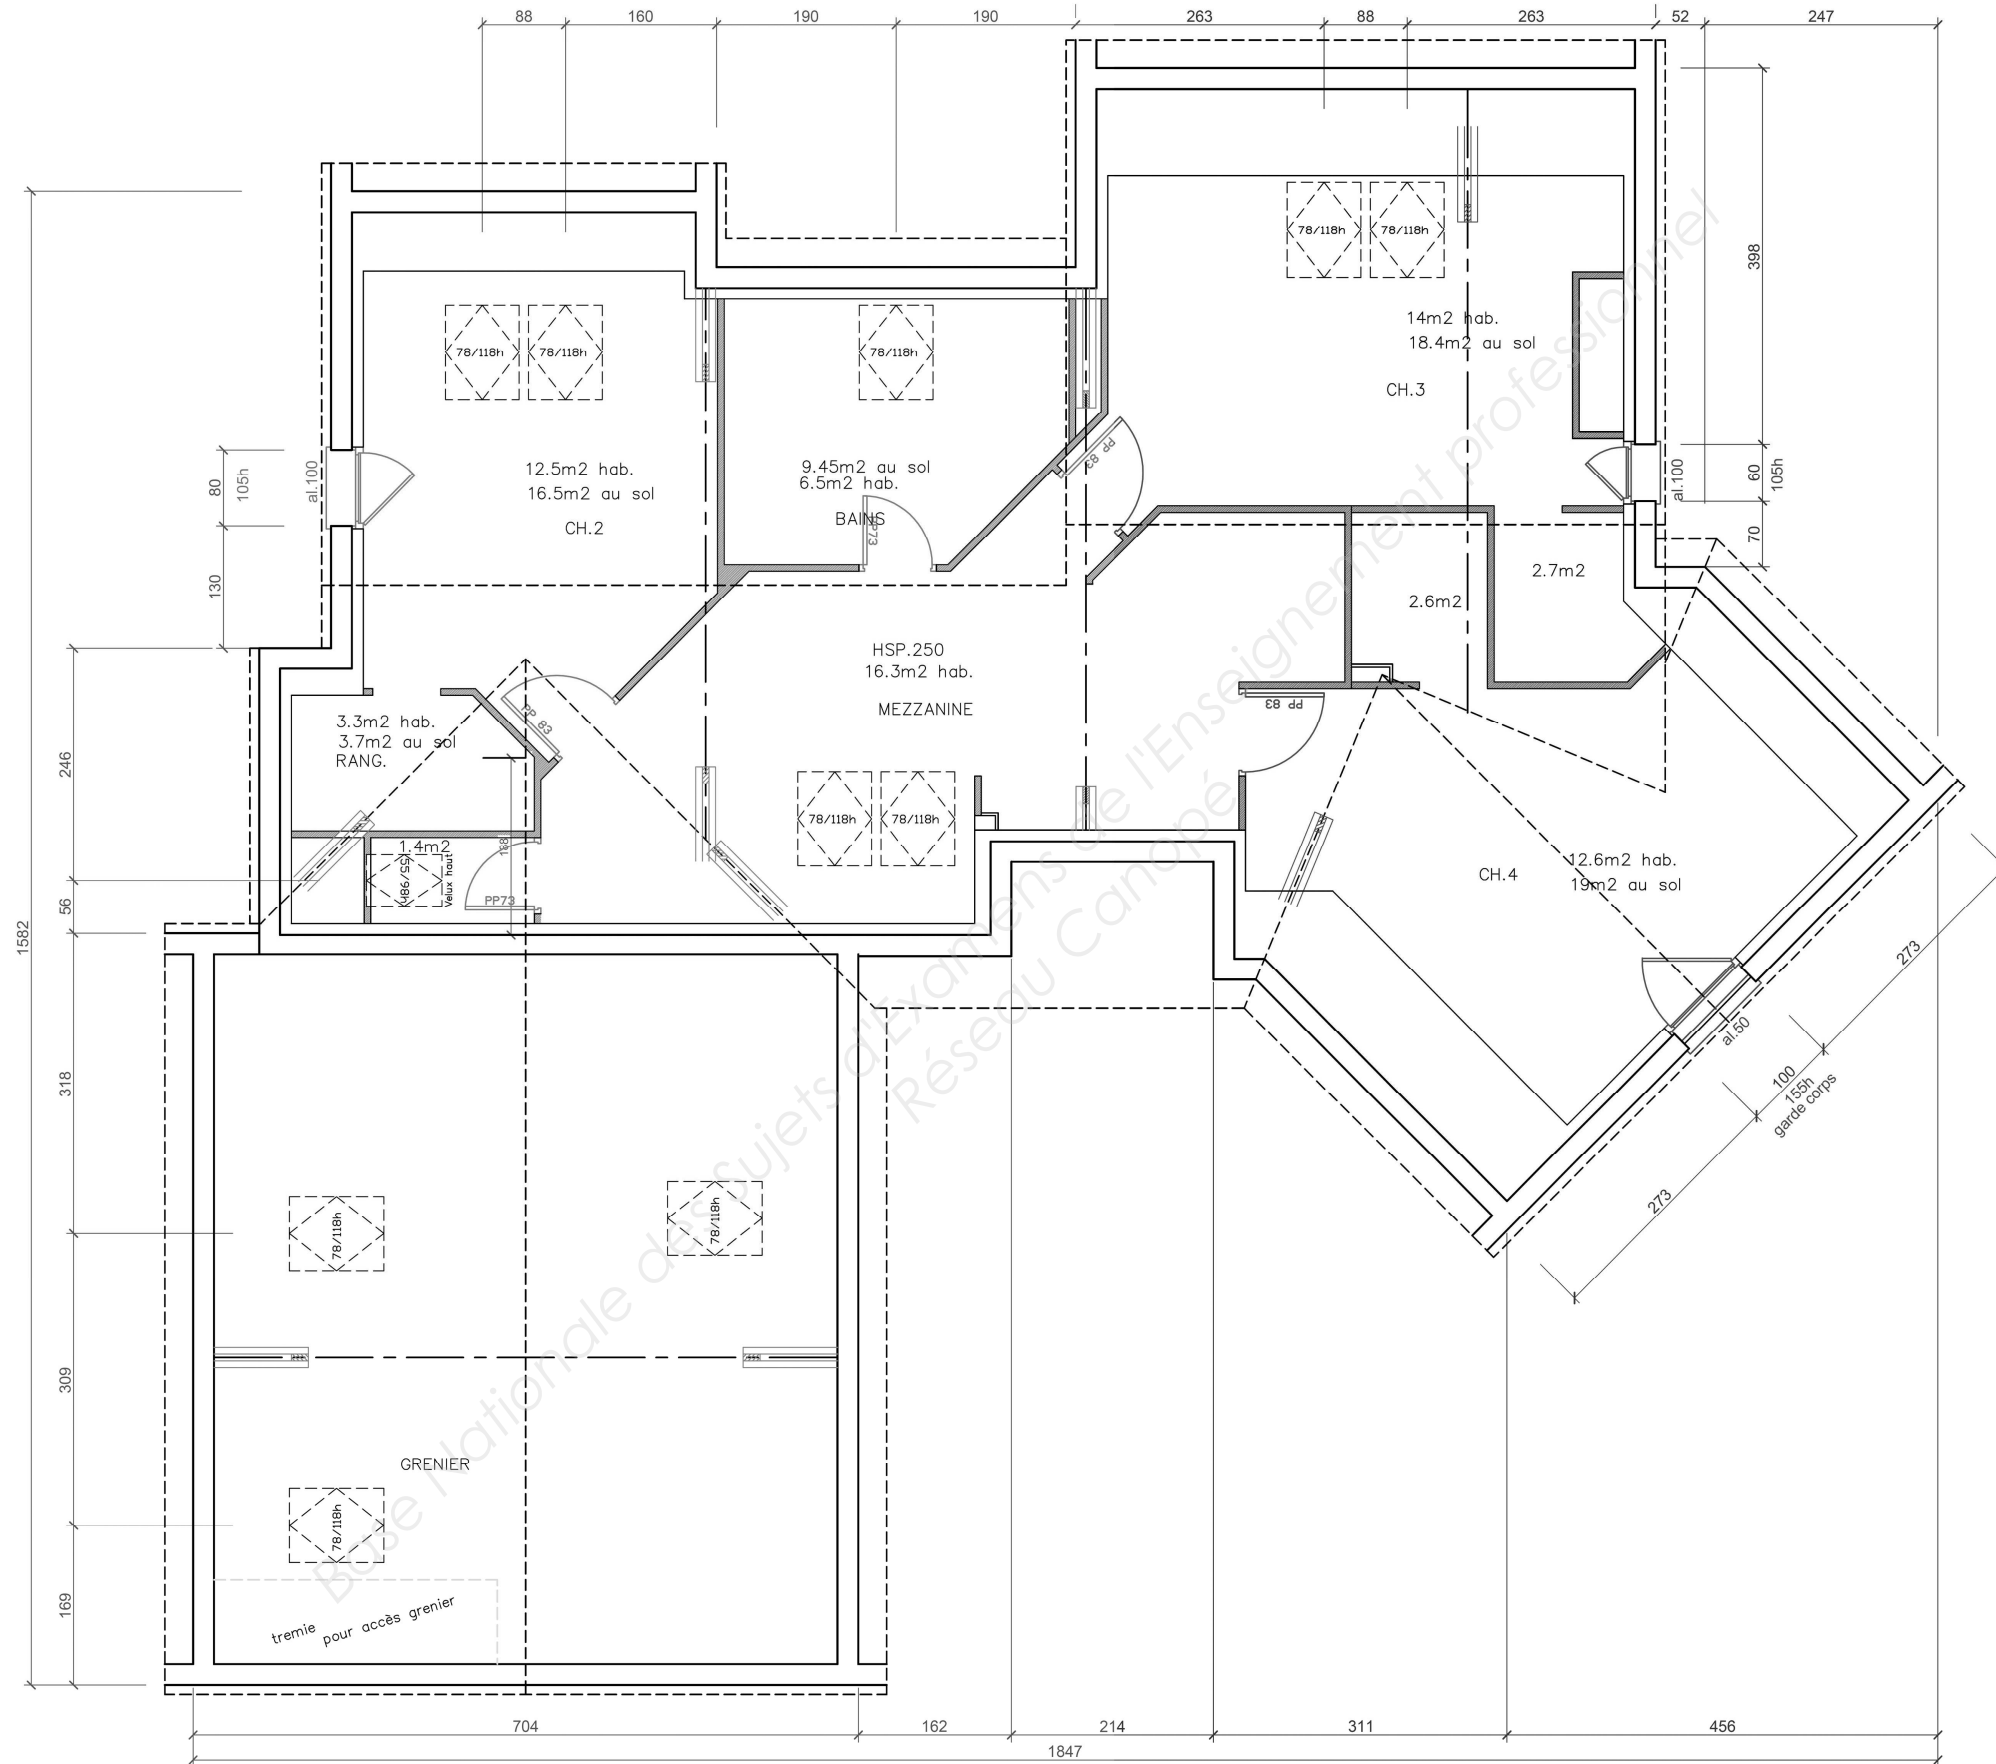 88 160 190 190 263 88 263 52 247
78/118h 78/118h
398
14m2 hab.
18.4m2 au sol
78/118h 78/118h 78/118h
CH.3
PP 83
80
105h
al.100
12.5m2 hab.
16.5m2 au sol
CH.2
9.45m2 au sol
6.5m2 hab.
BAINS
PP73
al.100
60
105h
70
130
2.7m2
2.6m2
HSP.250
16.3m2 hab.
MEZZANINE
PP 83
PP 83
3.3m2 hab.
3.7m2 au sol
RANG.
246
78/118h 78/118h
1.4m2
55/98h
Velux haut
188
PP73
56
CH.4
12.6m2 hab.
19m2 au sol
al.50
273
100
155h
garde corps
273
1582
318
78/118h
78/118h
309
GRENIER
78/118h
169
tremie
pour accès grenier
704 162 214 311 456
1847
Base Nationale des Sujets d'Examens de l'Enseignement professionnel
Réseau Canopé